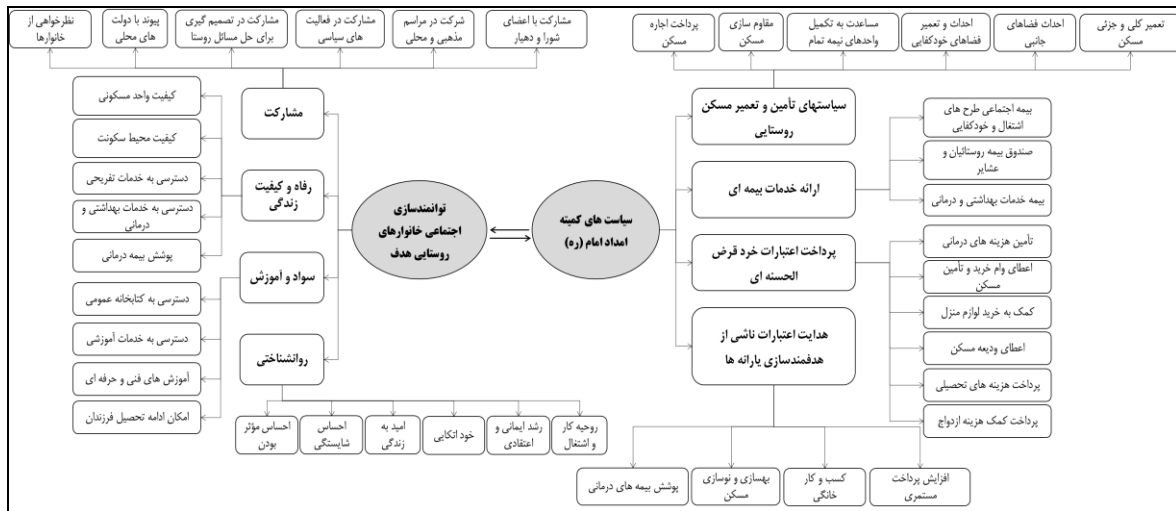 تعمیر کلی و جزئی
مسکن
احداث فضاهای
جانبی
احداث و تعمیر
فضاهای خودکفایی
مساعدت به تکمیل
واحدهای نیمه تمام
مقاوم سازی
مسکن
پرداخت اجاره
مسکن
مشارکت با اعضای
شورا و دهیار
شرکت در مراسم
مذهبی و محلی
مشارکت در فعالیت
های سیاسی
مشارکت در تصمیم گیری
برای حل مسائل روستا
پیوند با دولت
های محلی
نظرخواهی از
خانوارها
سیاستهای تأمین و تعمیر مسکن
روستایی
بیمه اجتماعی طرح های
اشتغال و خودکفایی
صندوق بیمه روستائیان و
عشایر
بیمه خدمات بهداشتی و درمانی
ارائه خدمات بیمه ای
پرداخت اعتبارات خرد قرض
الحسنه ای
تأمین هزینه های درمانی
اعطای وام خرید و تأمین
مسکن
کمک به خرید لوازم منزل
اعطای ودیعه مسکن
پرداخت هزینه های تحصیلی
پرداخت کمک هزینه ازدواج
هدایت اعتبارات ناشی از
هدفمندسازی یارانه ها
افزایش پرداخت
مستمری
کسب و کار
خانگی
بهسازی و نوسازی
مسکن
پوشش بیمه های درمانی
سیاست های کمیته
امداد امام (ره)
توانمندسازی
اجتماعی خانوارهای
روستایی هدف
مشارکت
رفاه و کیفیت
زندگی
کیفیت واحد مسکونی
کیفیت محیط سکونت
دسترسی به خدمات تفریحی
دسترسی به خدمات بهداشتی و
درمانی
پوشش بیمه درمانی
سواد و آموزش
دسترسی به کتابخانه عمومی
دسترسی به خدمات آموزشی
آموزش های فنی و حرفه ای
امکان ادامه تحصیل فرزندان
روانشناختی
روحیه کار
و اشتغال
رشد ایمانی و
اعتقادی
خود اتکایی
امید به
زندگی
احساس
شایستگی
احساس مؤثر
بودن